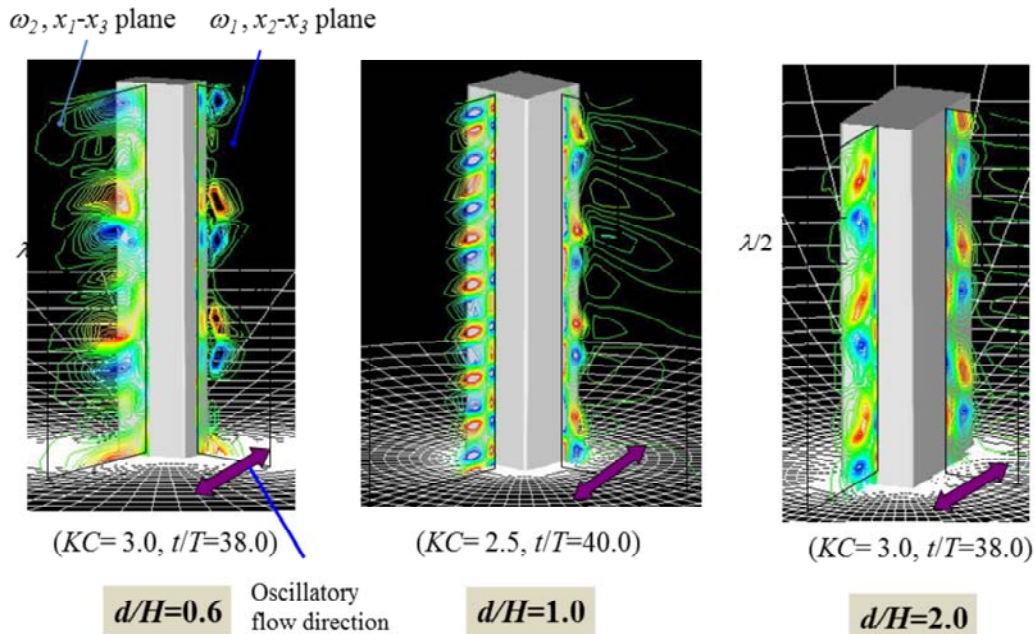 ω2, x1-x3 plane
ω1, x2-x3 plane
λ
λ/2
(KC= 3.0, t/T=38.0)
(KC= 2.5, t/T=40.0)
(KC= 3.0, t/T=38.0)
d/H=0.6
Oscillatory
flow direction
d/H=1.0
d/H=2.0